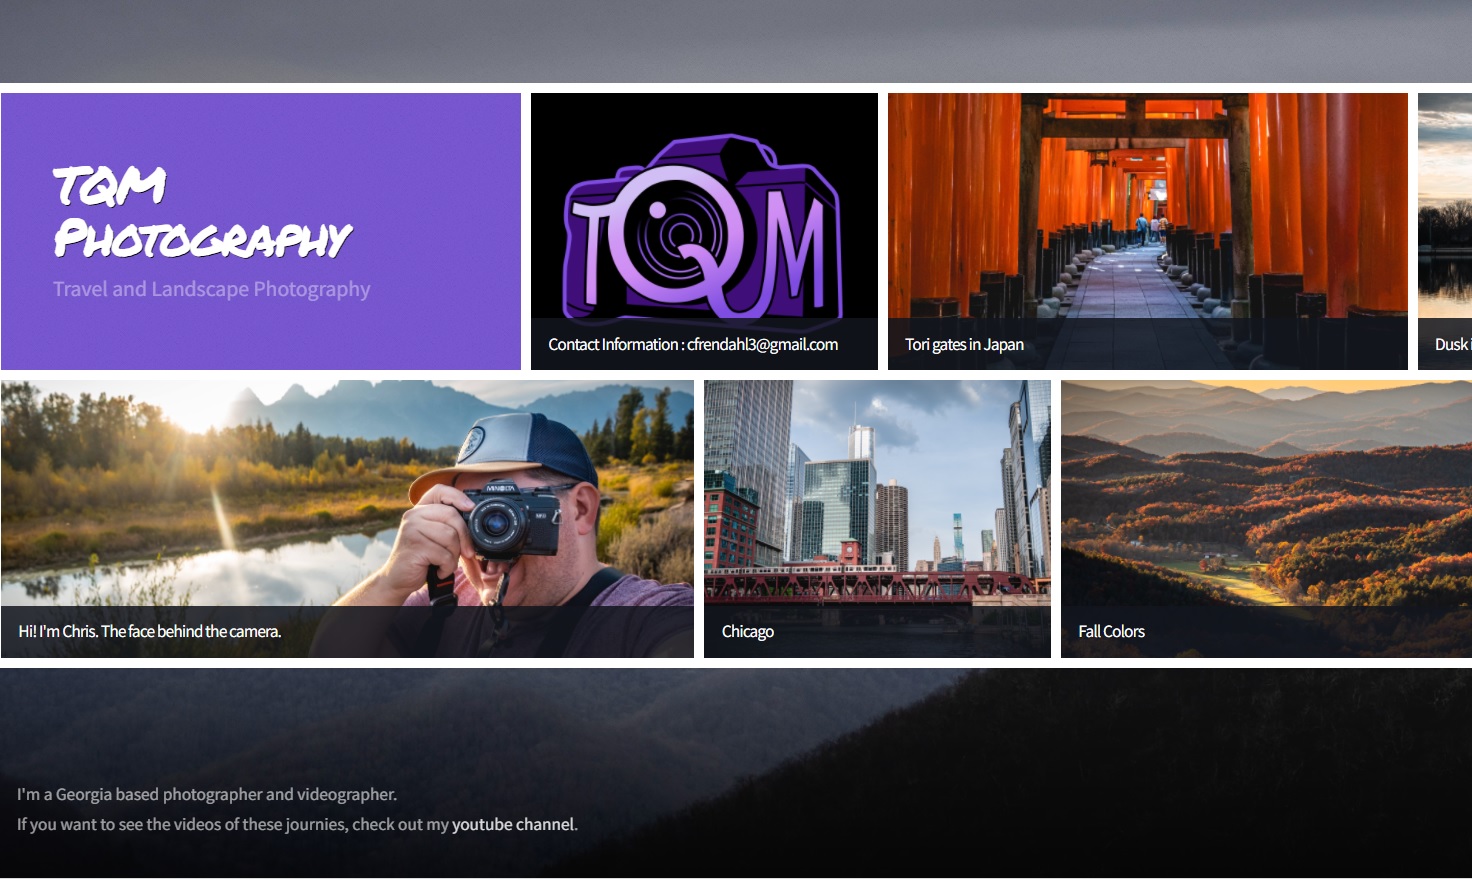 TQM
PHOTOGRAPHY
Travel and Landscape Photography
TQM
Contact Information : cfrendahl3@gmail.com
Tori gates in Japan
Dusk i
MINOLTA
Hi! I'm Chris. The face behind the camera.
Chicago
Fall Colors
I'm a Georgia based photographer and videographer.
If you want to see the videos of these journies, check out my youtube channel.